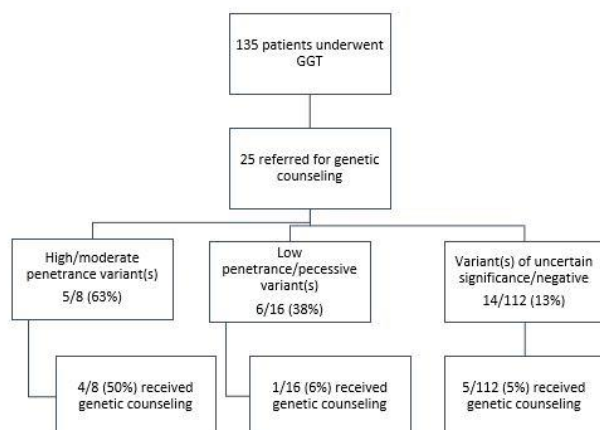 135 patients underwent
GGT
25 referred for genetic
counseling
High/moderate
penetrance variant(s)
5/8 (63%)
Low
penetrance/pecessive
variant(s)
6/16 (38%)
Variant(s) of uncertain
significance/negative
14/112 (13%)
4/8 (50%) received
genetic counseling
1/16 (6%) received
genetic counseling
5/112 (5%) received
genetic counseling